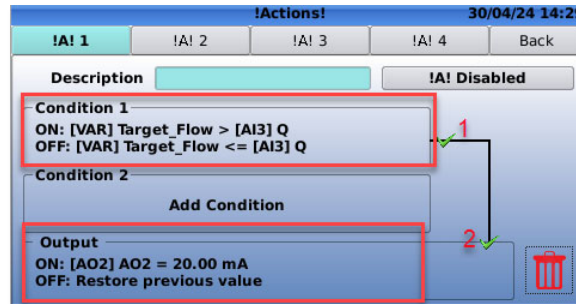 !Actions!
30/04/24 14:29
!A! 1
!A! 2
!A! 3
!A! 4
Back
Description
!A! Disabled
Condition 1
ON: [VAR] Target_Flow > [AI3] Q
OFF: [VAR] Target_Flow <= [AI3] Q
1
Condition 2
Add Condition
2
Output
ON: [AO2] AO2 = 20.00 mA
OFF: Restore previous value